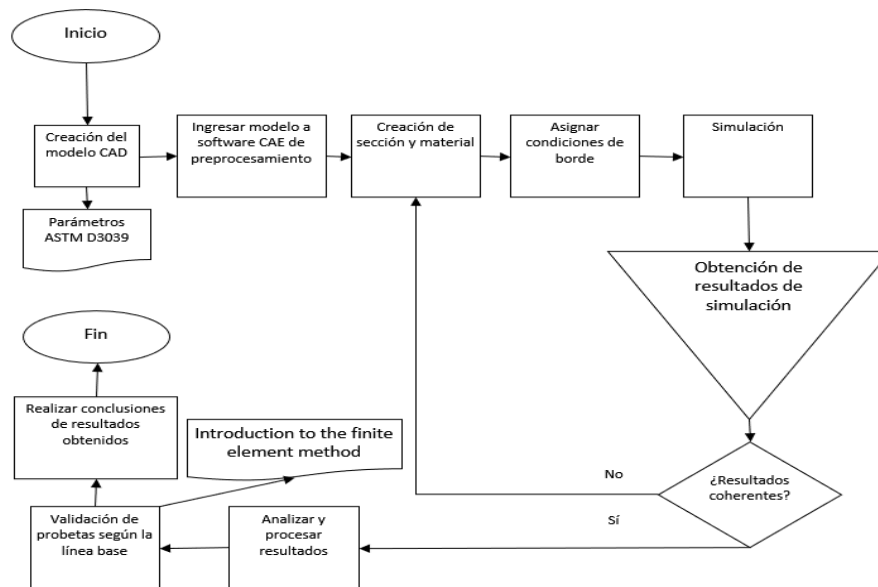 Inicio
Creación del
modelo CAD
Parámetros
ASTM D3039
Ingresar modelo a
software CAE de
preprocesamiento
Creación de
sección y material
Asignar
condiciones de
borde
Simulación
Obtención de
resultados de
simulación
¿Resultados
coherentes?
No
Sí
Analizar y
procesar
resultados
Validación de
probetas según la
línea base
Introduction to the finite
element method
Realizar conclusiones
de resultados
obtenidos
Fin